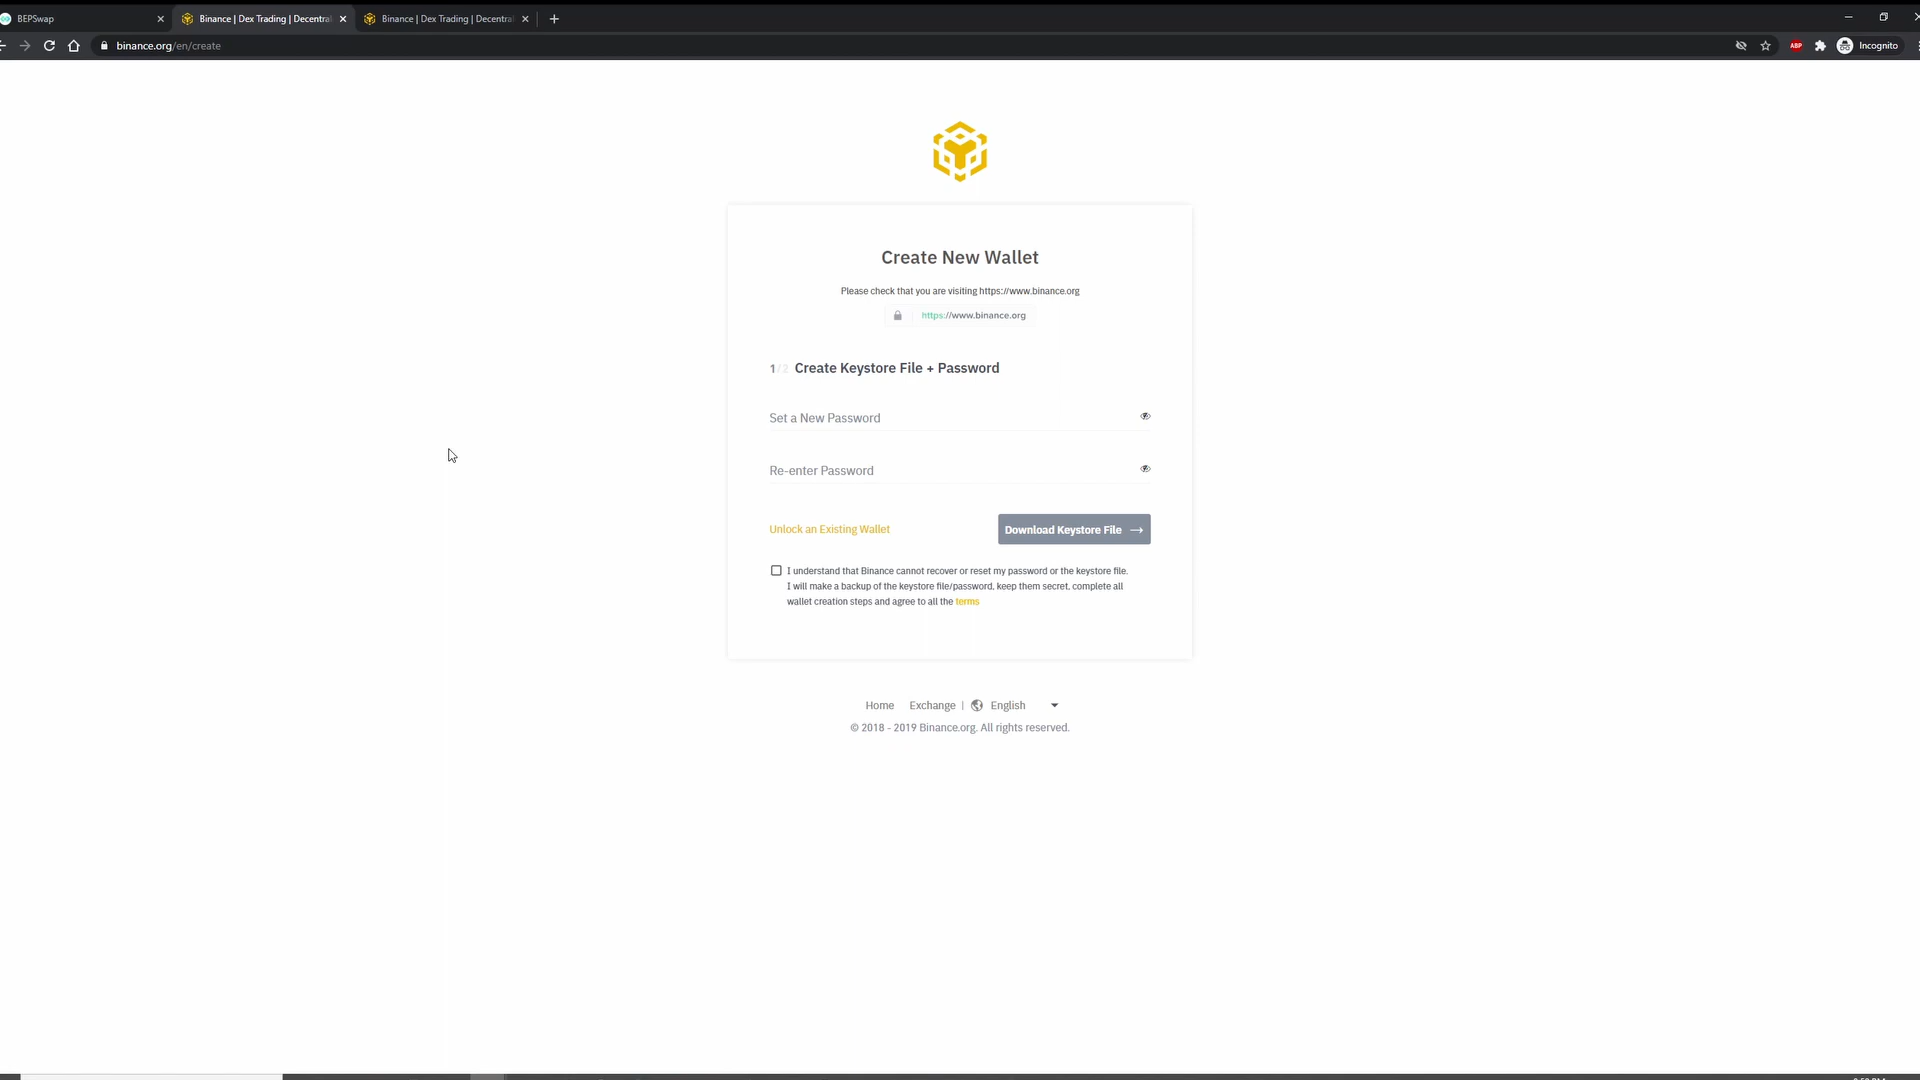 BEPSwap
Binance | Dex Trading | Decentral
Binance | Dex Trading | Decentral
binance.org/en/create
ABP
Incognito
Create New Wallet
Please check that you are visiting https://www.binance.org
https://www.binance.org
1/2 Create Keystore File + Password
Set a New Password
Re-enter Password
Unlock an Existing Wallet
Download Keystore File
I understand that Binance cannot recover or reset my password or the keystore file.
I will make a backup of the keystore file/password, keep them secret, complete all
wallet creation steps and agree to all the terms
Home Exchange | English
© 2018 - 2019 Binance.org. All rights reserved.